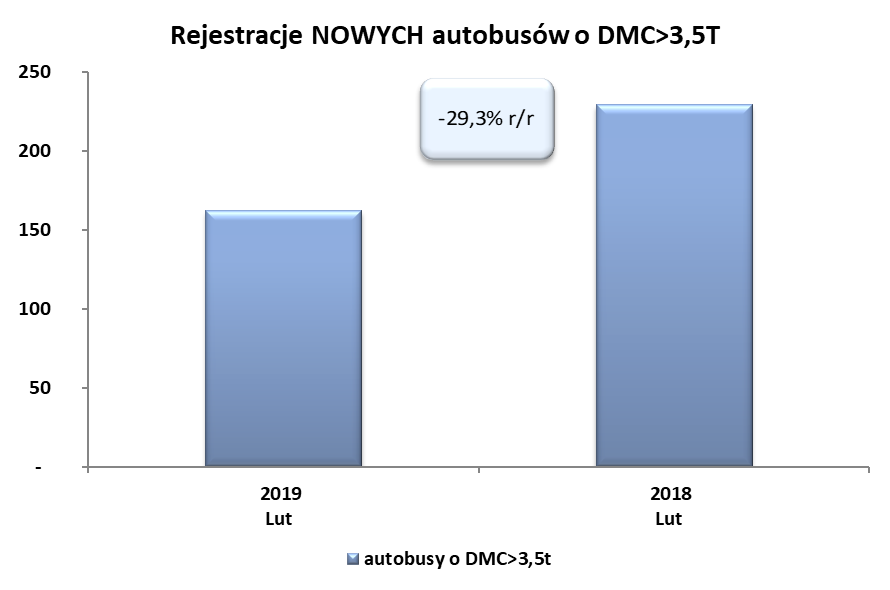 Rejestracje NOWYCH autobusów o DMC>3,5T
250
200
150
100
50
-
-29,3% r/r
2019
Lut
2018
Lut
autobusy o DMC>3,5t